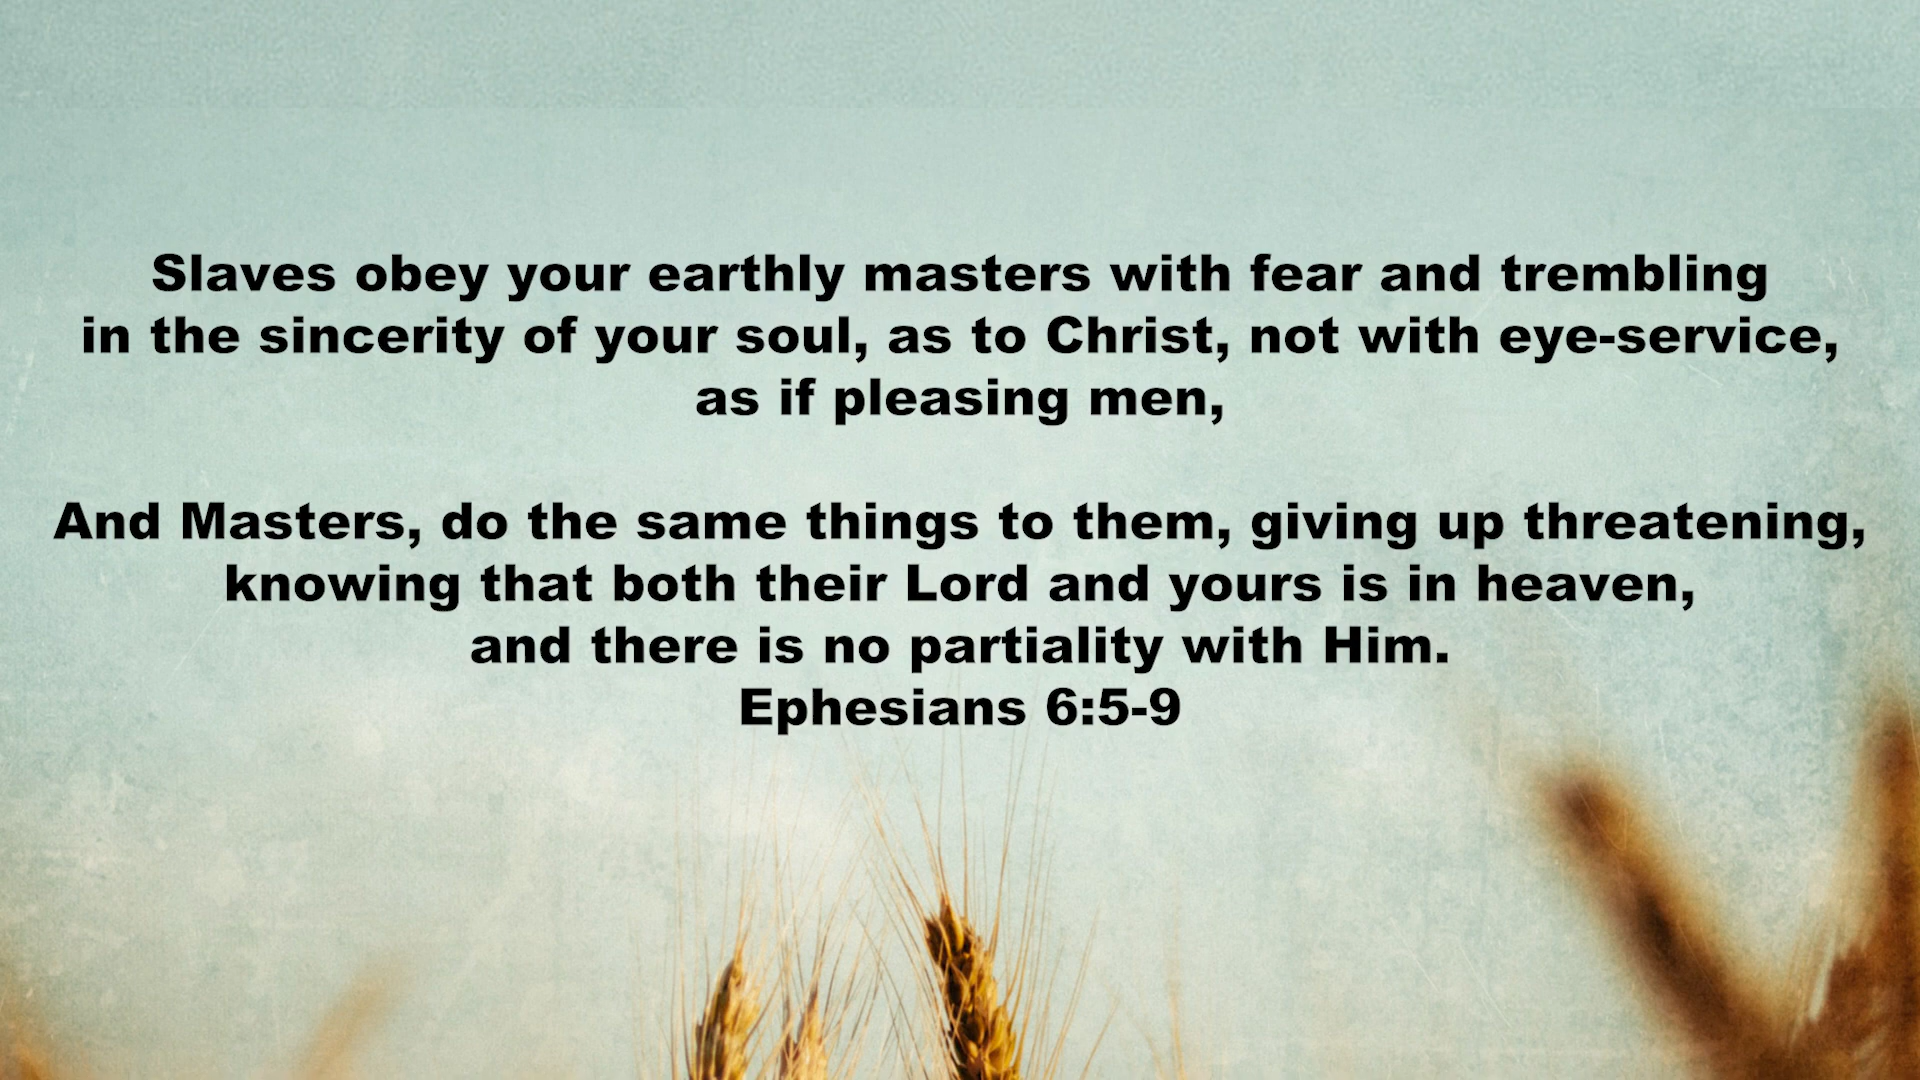 Slaves obey your earthly masters with fear and trembling
in the sincerity of your soul, as to Christ, not with eye-service,
as if pleasing men,
And Masters, do the same things to them, giving up threatening,
knowing that both their Lord and yours is in heaven,
and there is no partiality with Him.
Ephesians 6:5-9